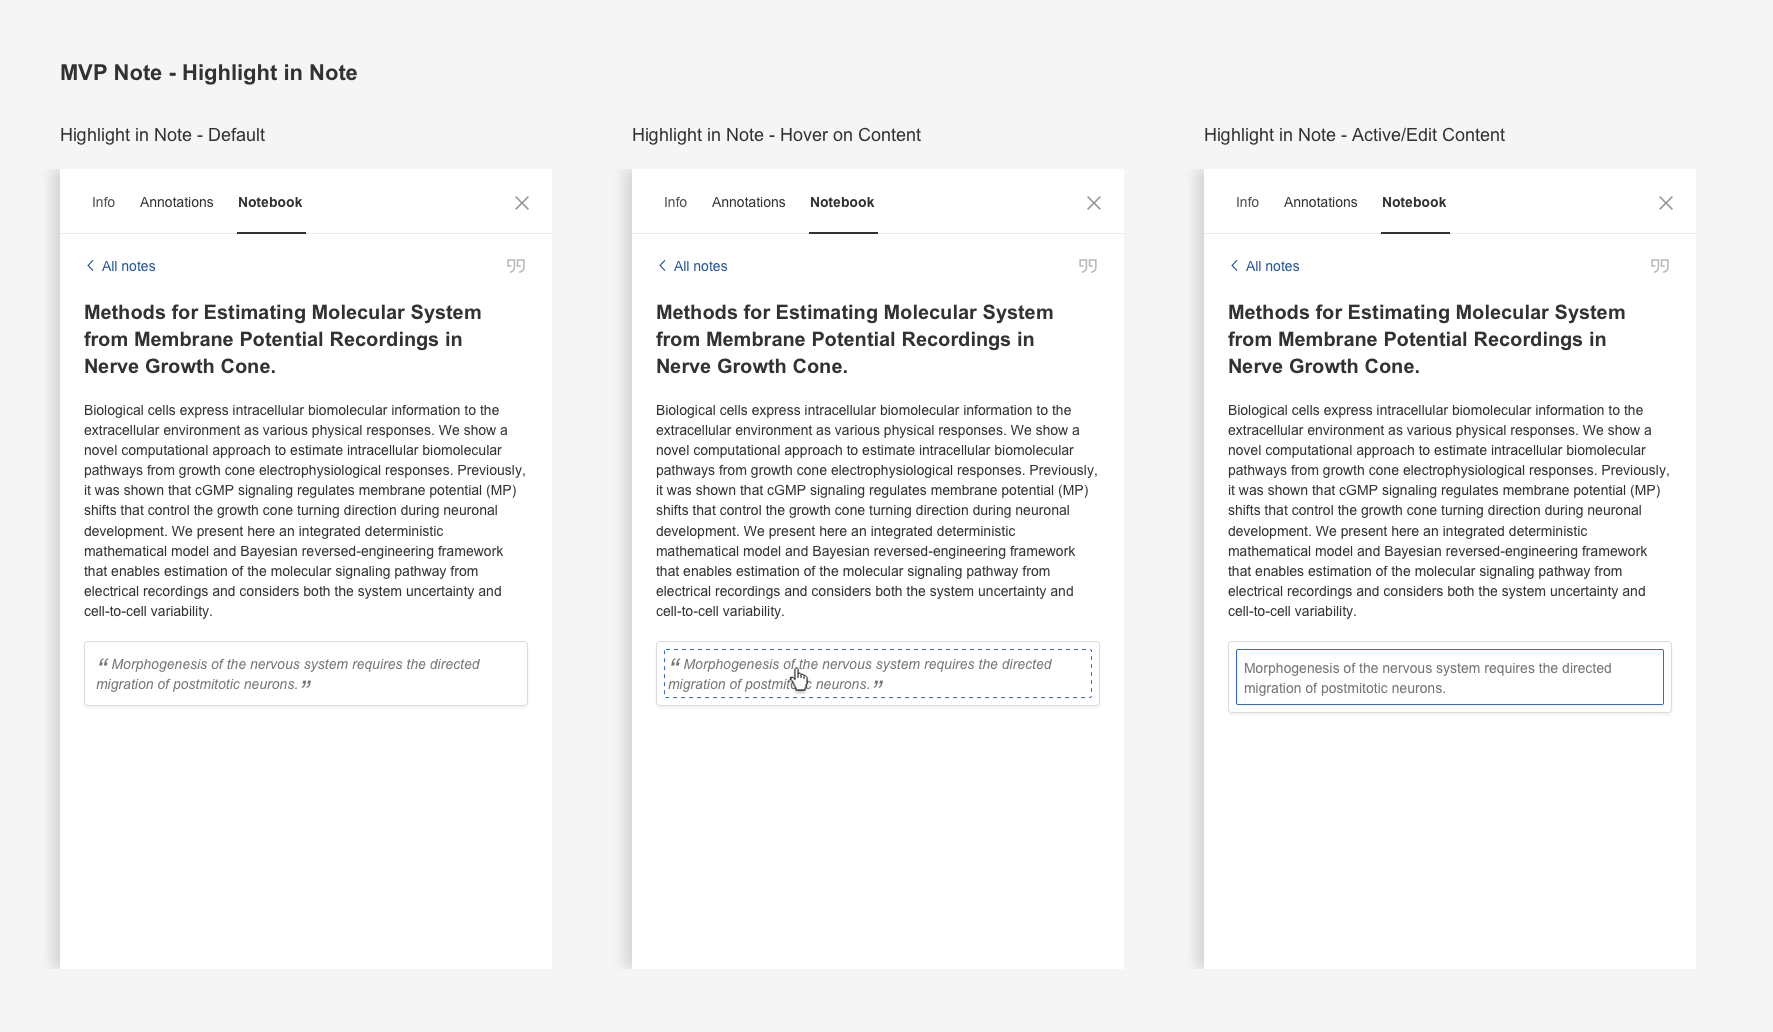 MVP Note - Highlight in Note
Highlight in Note - Default
Info Annotations Notebook
All notes
Methods for Estimating Molecular System
from Membrane Potential Recordings in
Nerve Growth Cone.
Biological cells express intracellular biomolecular information to the
extracellular environment as various physical responses. We show a
novel computational approach to estimate intracellular biomolecular
pathways from growth cone electrophysiological responses. Previously,
it was shown that cGMP signaling regulates membrane potential (MP)
shifts that control the growth cone turning direction during neuronal
development. We present here an integrated deterministic
mathematical model and Bayesian reversed-engineering framework
that enables estimation of the molecular signaling pathway from
electrical recordings and considers both the system uncertainty and
cell-to-cell variability.
“ Morphogenesis of the nervous system requires the directed
migration of postmitotic neurons. ”
Highlight in Note - Hover on Content
Info Annotations Notebook
All notes
Methods for Estimating Molecular System
from Membrane Potential Recordings in
Nerve Growth Cone.
Biological cells express intracellular biomolecular information to the
extracellular environment as various physical responses. We show a
novel computational approach to estimate intracellular biomolecular
pathways from growth cone electrophysiological responses. Previously,
it was shown that cGMP signaling regulates membrane potential (MP)
shifts that control the growth cone turning direction during neuronal
development. We present here an integrated deterministic
mathematical model and Bayesian reversed-engineering framework
that enables estimation of the molecular signaling pathway from
electrical recordings and considers both the system uncertainty and
cell-to-cell variability.
“ Morphogenesis of the nervous system requires the directed
migration of postmitotic neurons. ”
Highlight in Note - Active/Edit Content
Info Annotations Notebook
All notes
Methods for Estimating Molecular System
from Membrane Potential Recordings in
Nerve Growth Cone.
Biological cells express intracellular biomolecular information to the
extracellular environment as various physical responses. We show a
novel computational approach to estimate intracellular biomolecular
pathways from growth cone electrophysiological responses. Previously,
it was shown that cGMP signaling regulates membrane potential (MP)
shifts that control the growth cone turning direction during neuronal
development. We present here an integrated deterministic
mathematical model and Bayesian reversed-engineering framework
that enables estimation of the molecular signaling pathway from
electrical recordings and considers both the system uncertainty and
cell-to-cell variability.
Morphogenesis of the nervous system requires the directed
migration of postmitotic neurons.